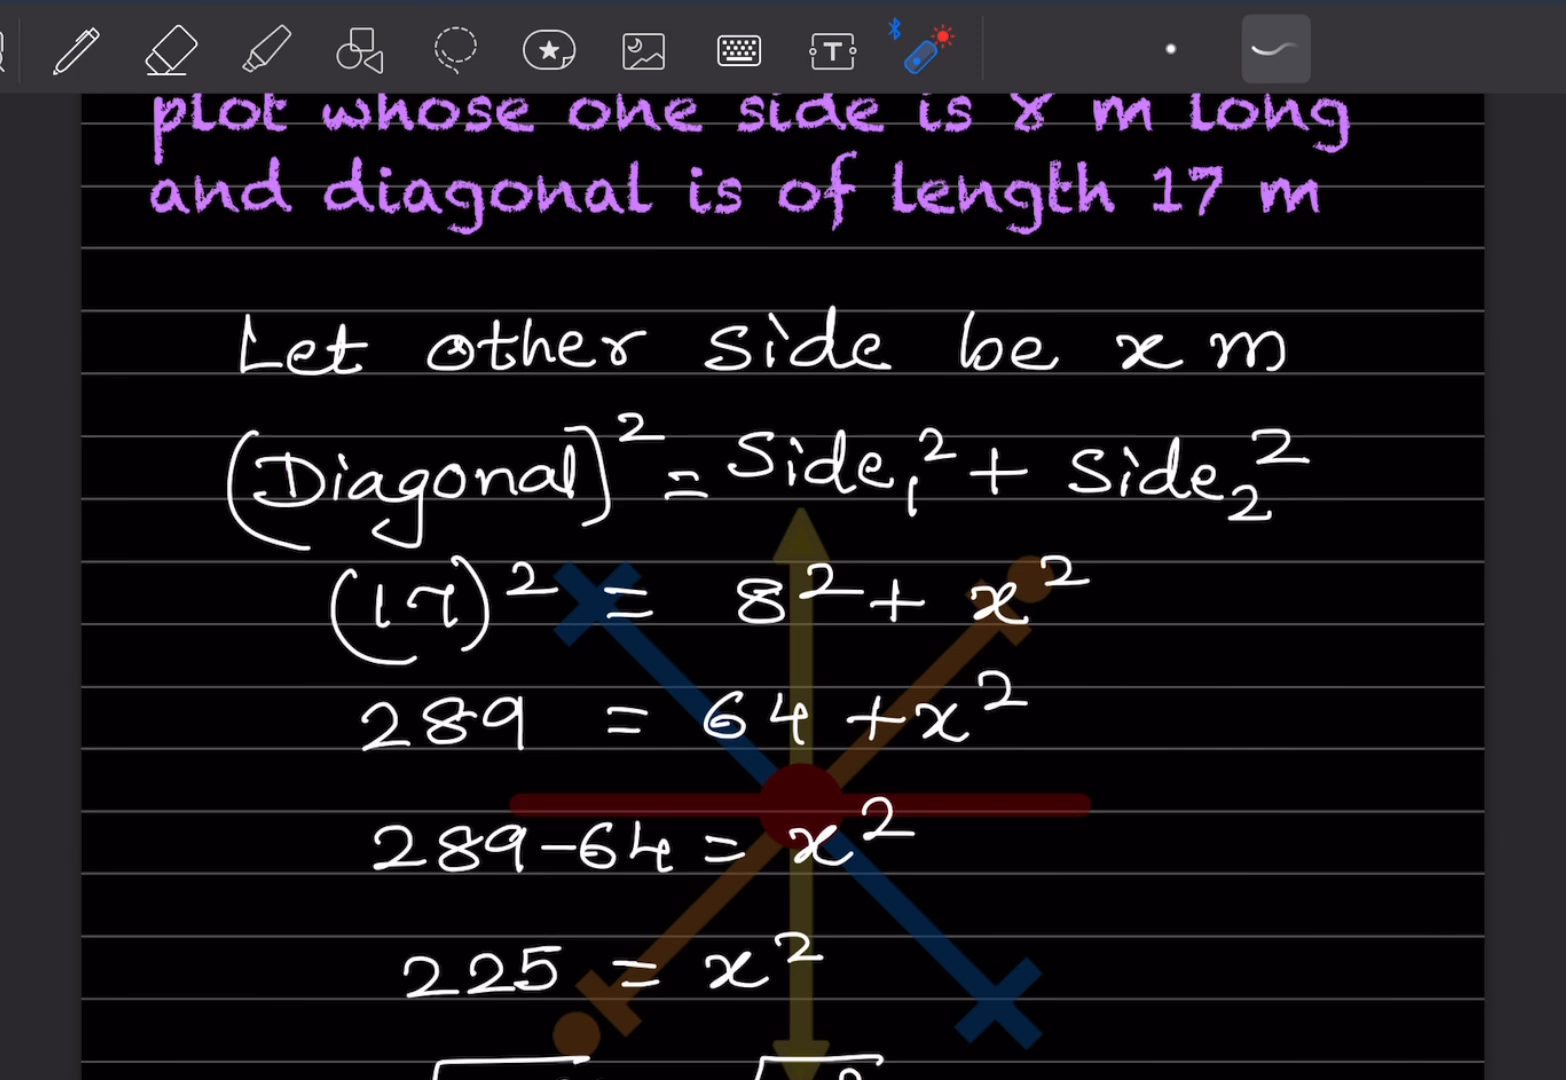 plot whose one side is 8 m long
and diagonal is of length 17 m
Let other side be x m
(Diagonal)² = Side₁² + Side₂²
(17)² = 8² + x²
289 = 64 + x²
289-64 = x²
225 = x²